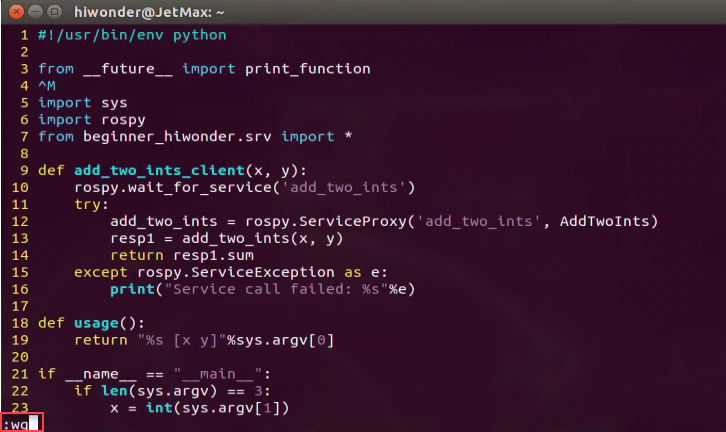 hiwonder@JetMax: ~
1 #!/usr/bin/env python
2
3 from __future__ import print_function
4 ^M
5 import sys
6 import rospy
7 from beginner_hiwonder.srv import *
8
9 def add_two_ints_client(x, y):
10     rospy.wait_for_service('add_two_ints')
11     try:
12         add_two_ints = rospy.ServiceProxy('add_two_ints', AddTwoInts)
13         resp1 = add_two_ints(x, y)
14         return resp1.sum
15     except rospy.ServiceException as e:
16         print("Service call failed: %s"%e)
17
18 def usage():
19     return "%s [x y]"%sys.argv[0]
20
21 if __name__ == "__main__":
22     if len(sys.argv) == 3:
23         x = int(sys.argv[1])
:wq